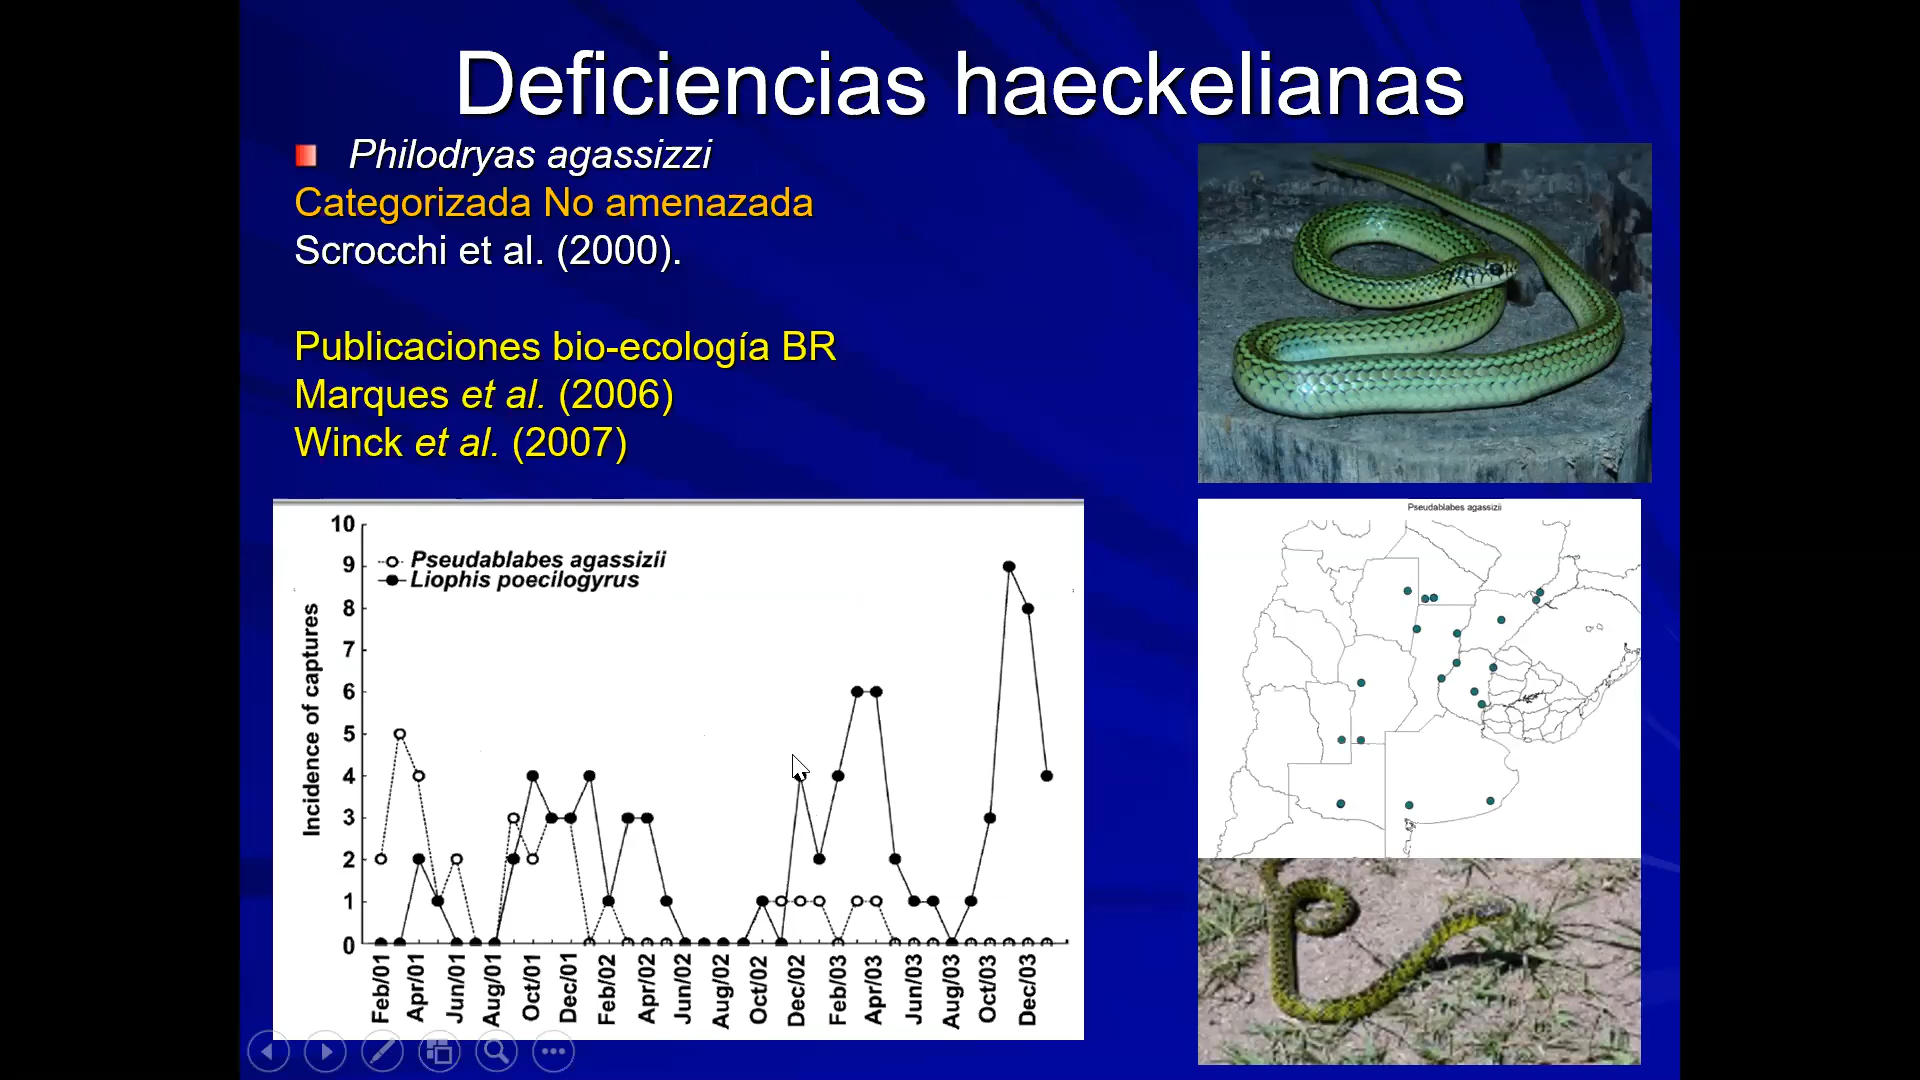 Deficiencias haeckelianas
Philodryas agassizzi
Categorizada No amenazada
Scrocchi et al. (2000).
Publicaciones bio-ecología BR
Marques et al. (2006)
Winck et al. (2007)
Pseudablabes agassizii
Liophis poecilogyrus
Incidence of captures
10
9
8
7
6
5
4
3
2
1
0
Feb/01
Apr/01
Jun/01
Aug/01
Oct/01
Dec/01
Feb/02
Apr/02
Jun/02
Aug/02
Oct/02
Dec/02
Feb/03
Apr/03
Jun/03
Aug/03
Oct/03
Dec/03
Pseudablabes agassizii